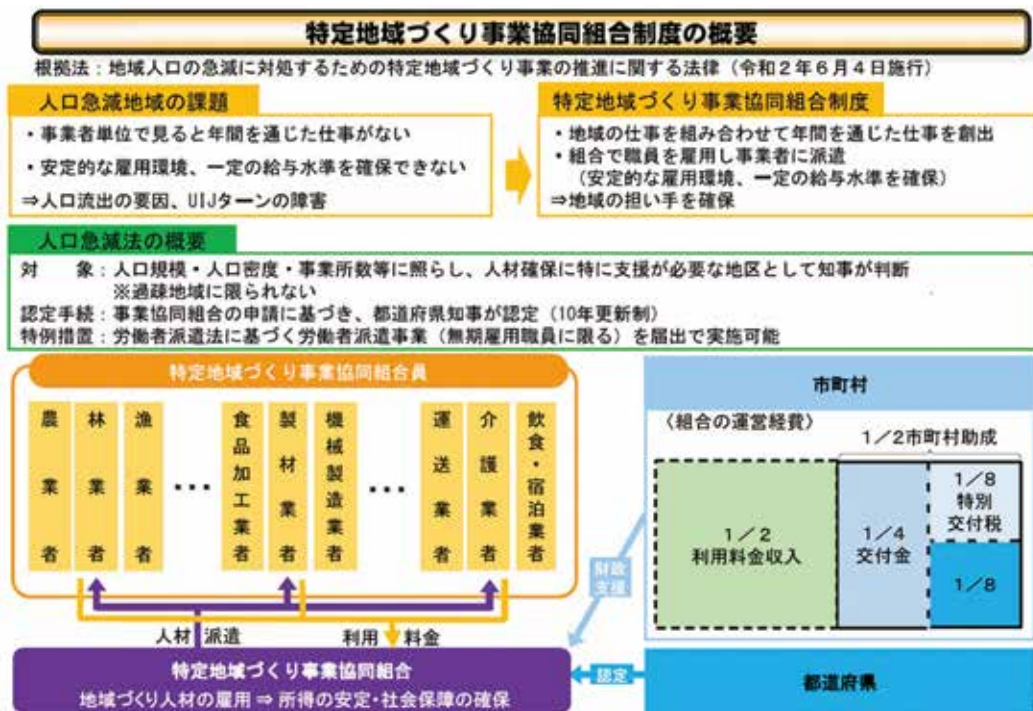 特定地域づくり事業協同組合制度の概要
根拠法：地域人口の急減に対処するための特定地域づくり事業の推進に関する法律（令和２年６月４日施行）
人口急減地域の課題
・事業者単位で見ると年間を通じた仕事がない
・安定的な雇用環境、一定の給与水準を確保できない
⇒人口流出の要因、UIJターンの障害
特定地域づくり事業協同組合制度
・地域の仕事を組み合わせて年間を通じた仕事を創出
・組合で職員を雇用し事業者に派遣
（安定的な雇用環境、一定の給与水準を確保）
⇒地域の担い手を確保
人口急減法の概要
対　　象：人口規模・人口密度・事業所数等に照らし、人材確保に特に支援が必要な地区として知事が判断
※過疎地域に限られない
認定手続：事業協同組合の申請に基づき、都道府県知事が認定（10年更新制）
特例措置：労働者派遣法に基づく労働者派遣事業（無期雇用職員に限る）を届出で実施可能
特定地域づくり事業協同組合員
農業者
林業者
漁業者
･･･
食品加工業者
製材業者
機械製造業者
･･･
運送業者
介護業者
飲食・宿泊業者
人材派遣
利用料金
特定地域づくり事業協同組合
地域づくり人材の雇用 ⇒ 所得の安定・社会保障の確保
市町村
〈組合の運営経費〉
１／２市町村助成
１／２
利用料金収入
１／４
交付金
１／８
特別
交付税
１／８
財政
支援
認定
都道府県